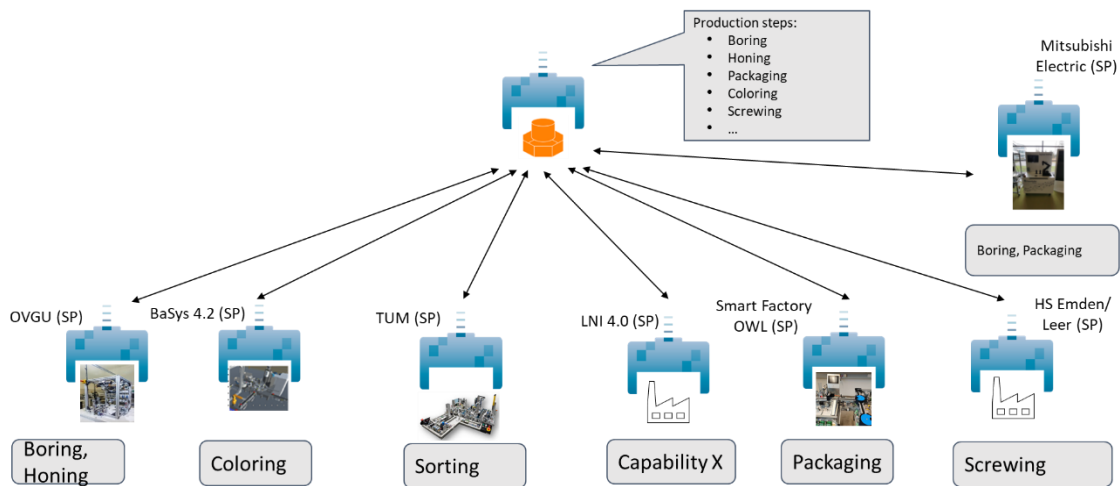 Production steps:
• Boring
• Honing
• Packaging
• Coloring
• Screwing
• ...
Mitsubishi
Electric (SP)
Boring, Packaging
OVGU (SP)
BaSys 4.2 (SP)
TUM (SP)
LNI 4.0 (SP)
Smart Factory
OWL (SP)
HS Emden/
Leer (SP)
Boring,
Honing
Coloring
Sorting
Capability X
Packaging
Screwing